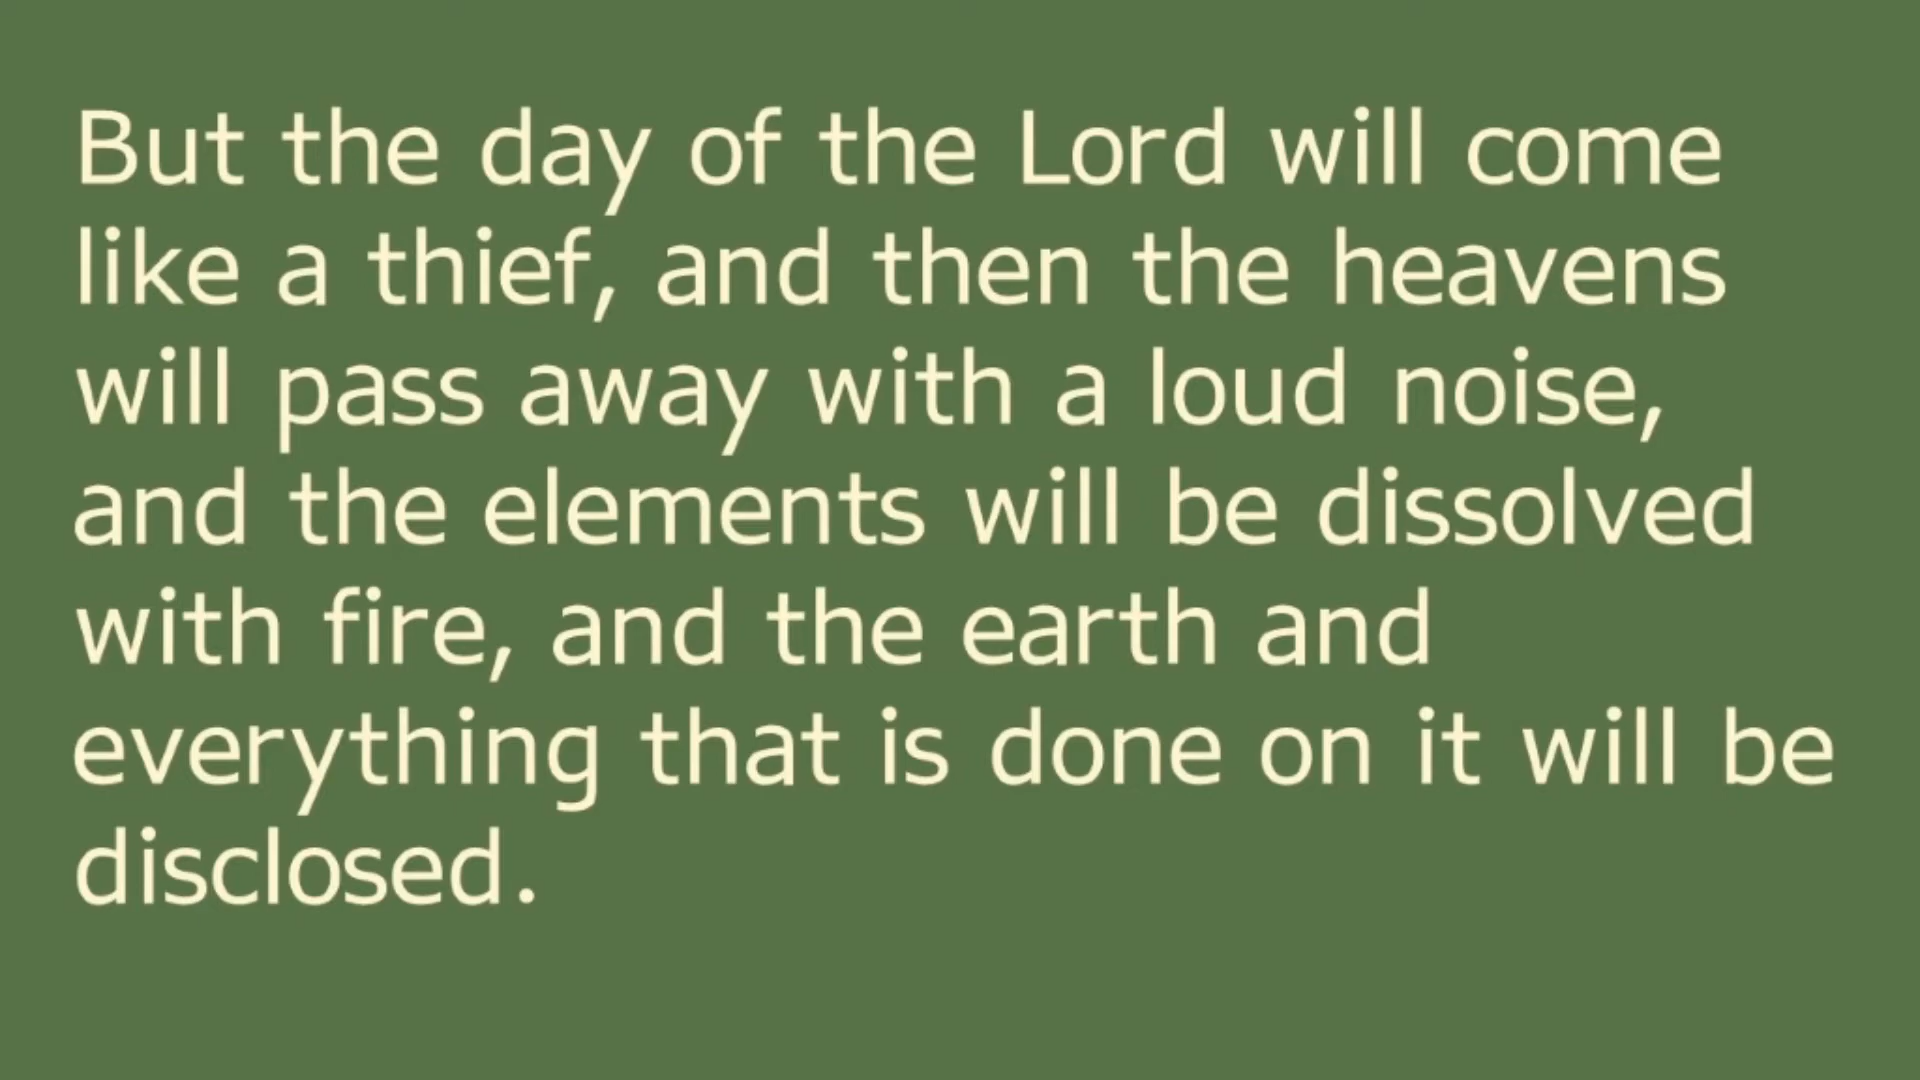 But the day of the Lord will come
like a thief, and then the heavens
will pass away with a loud noise,
and the elements will be dissolved
with fire, and the earth and
everything that is done on it will be
disclosed.